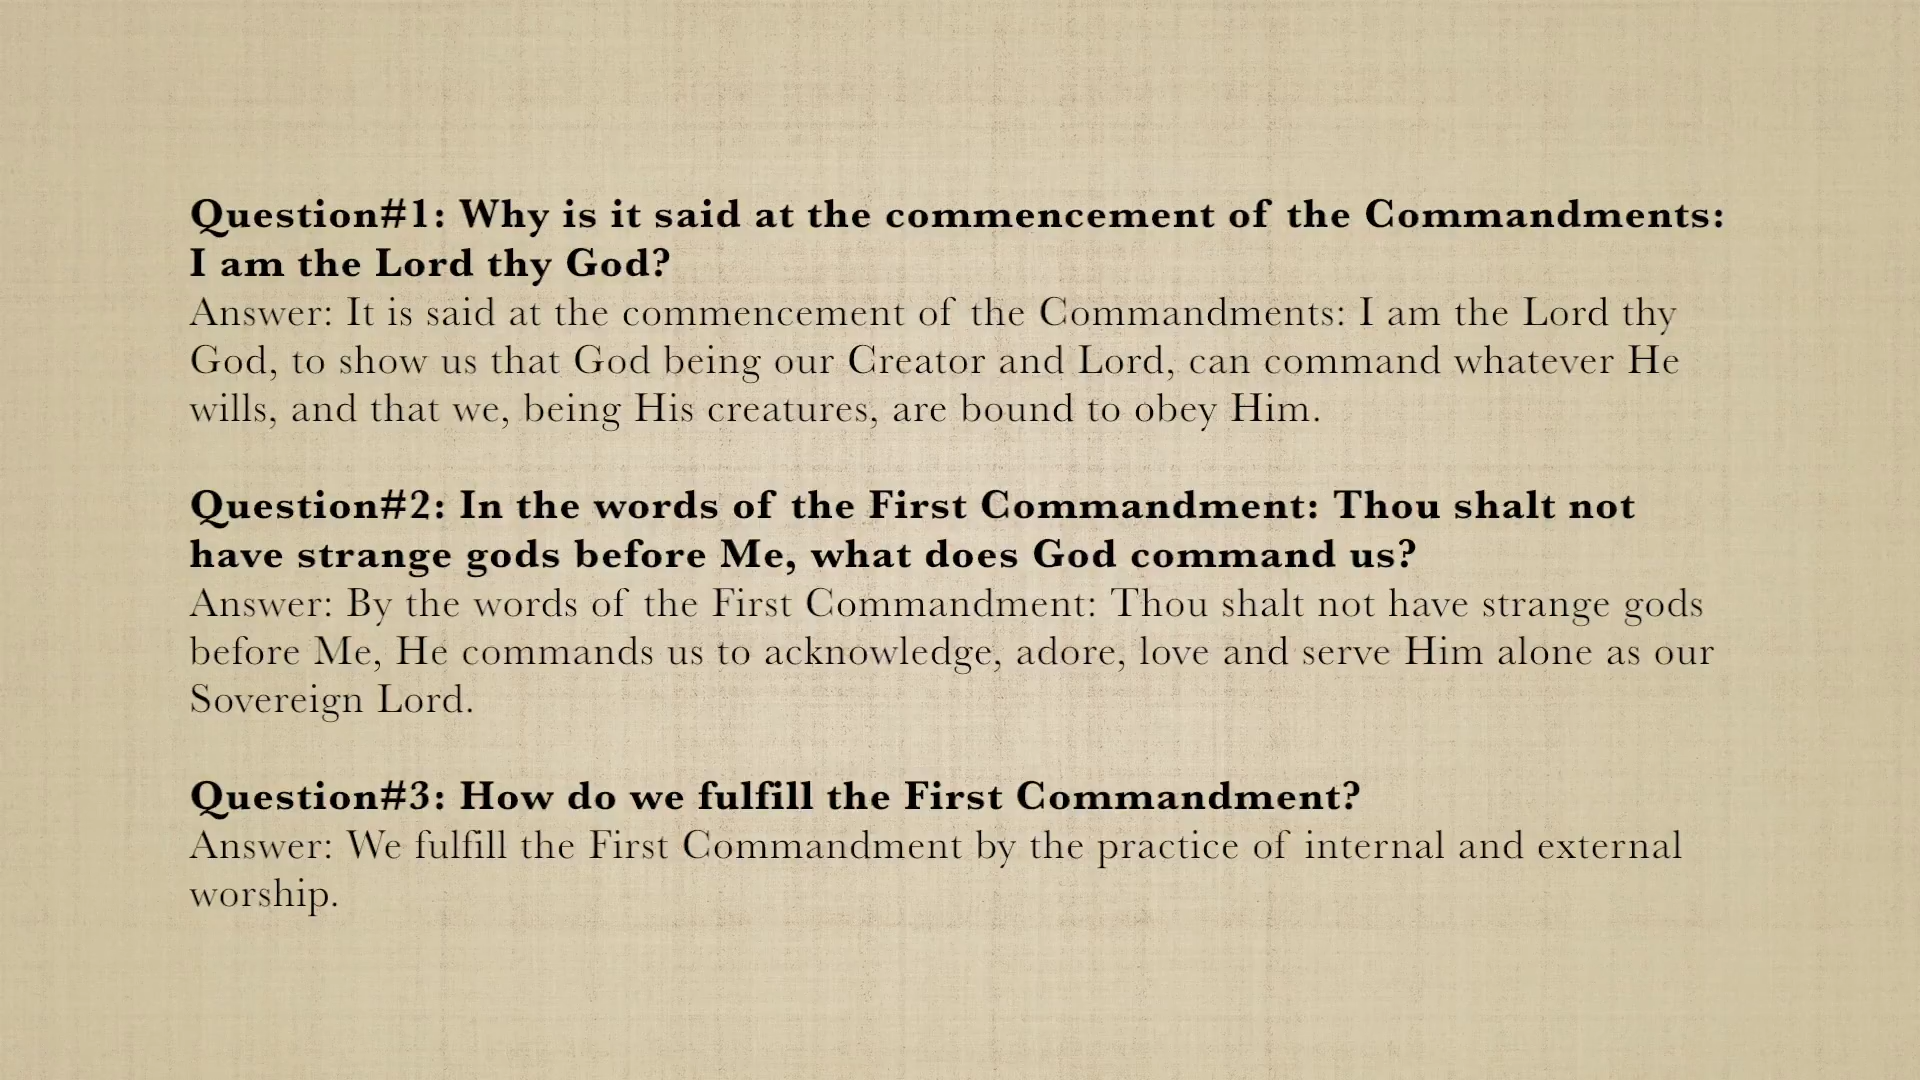 Question#1: Why is it said at the commencement of the Commandments:
I am the Lord thy God?
Answer: It is said at the commencement of the Commandments: I am the Lord thy
God, to show us that God being our Creator and Lord, can command whatever He
wills, and that we, being His creatures, are bound to obey Him.
Question#2: In the words of the First Commandment: Thou shalt not
have strange gods before Me, what does God command us?
Answer: By the words of the First Commandment: Thou shalt not have strange gods
before Me, He commands us to acknowledge, adore, love and serve Him alone as our
Sovereign Lord.
Question#3: How do we fulfill the First Commandment?
Answer: We fulfill the First Commandment by the practice of internal and external
worship.